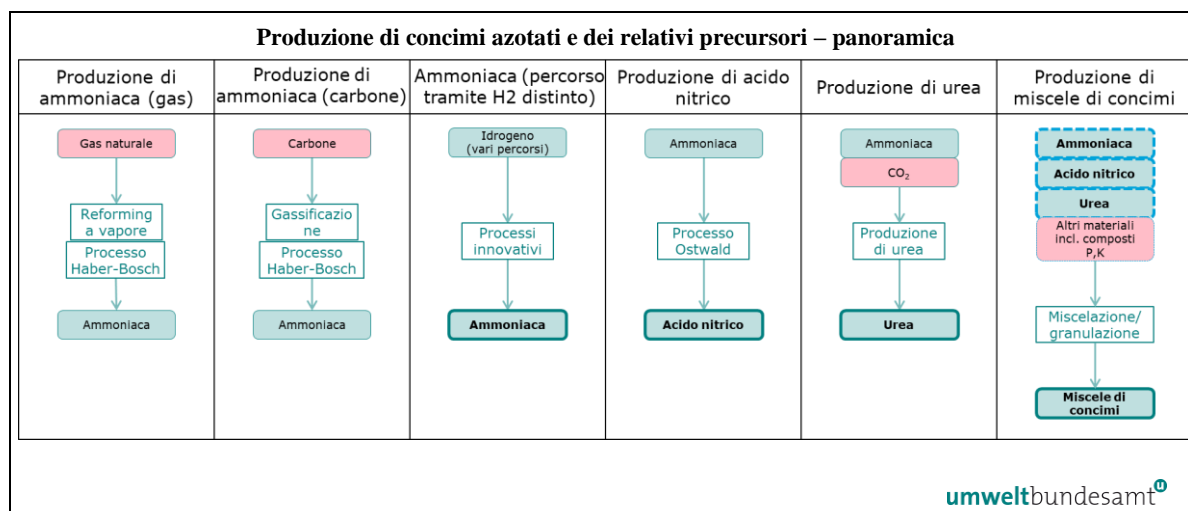 Produzione di concimi azotati e dei relativi precursori – panoramica
Produzione di
ammoniaca (gas)
Gas naturale
Reforming
a vapore
Processo
Haber-Bosch
Ammoniaca
Produzione di
ammoniaca (carbone)
Carbone
Gassificazio
ne
Processo
Haber-Bosch
Ammoniaca
Ammoniaca (percorso
tramite H2 distinto)
Idrogeno
(vari percorsi)
Processi
innovativi
Ammoniaca
Produzione di acido
nitrico
Ammoniaca
Processo
Ostwald
Acido nitrico
Produzione di urea
Ammoniaca
CO₂
Produzione
di urea
Urea
Produzione di
miscele di concimi
Ammoniaca
Acido nitrico
Urea
Altri materiali
incl. composti
P,K
Miscelazione/
granulazione
Miscele di
concimi
umweltbundesamt